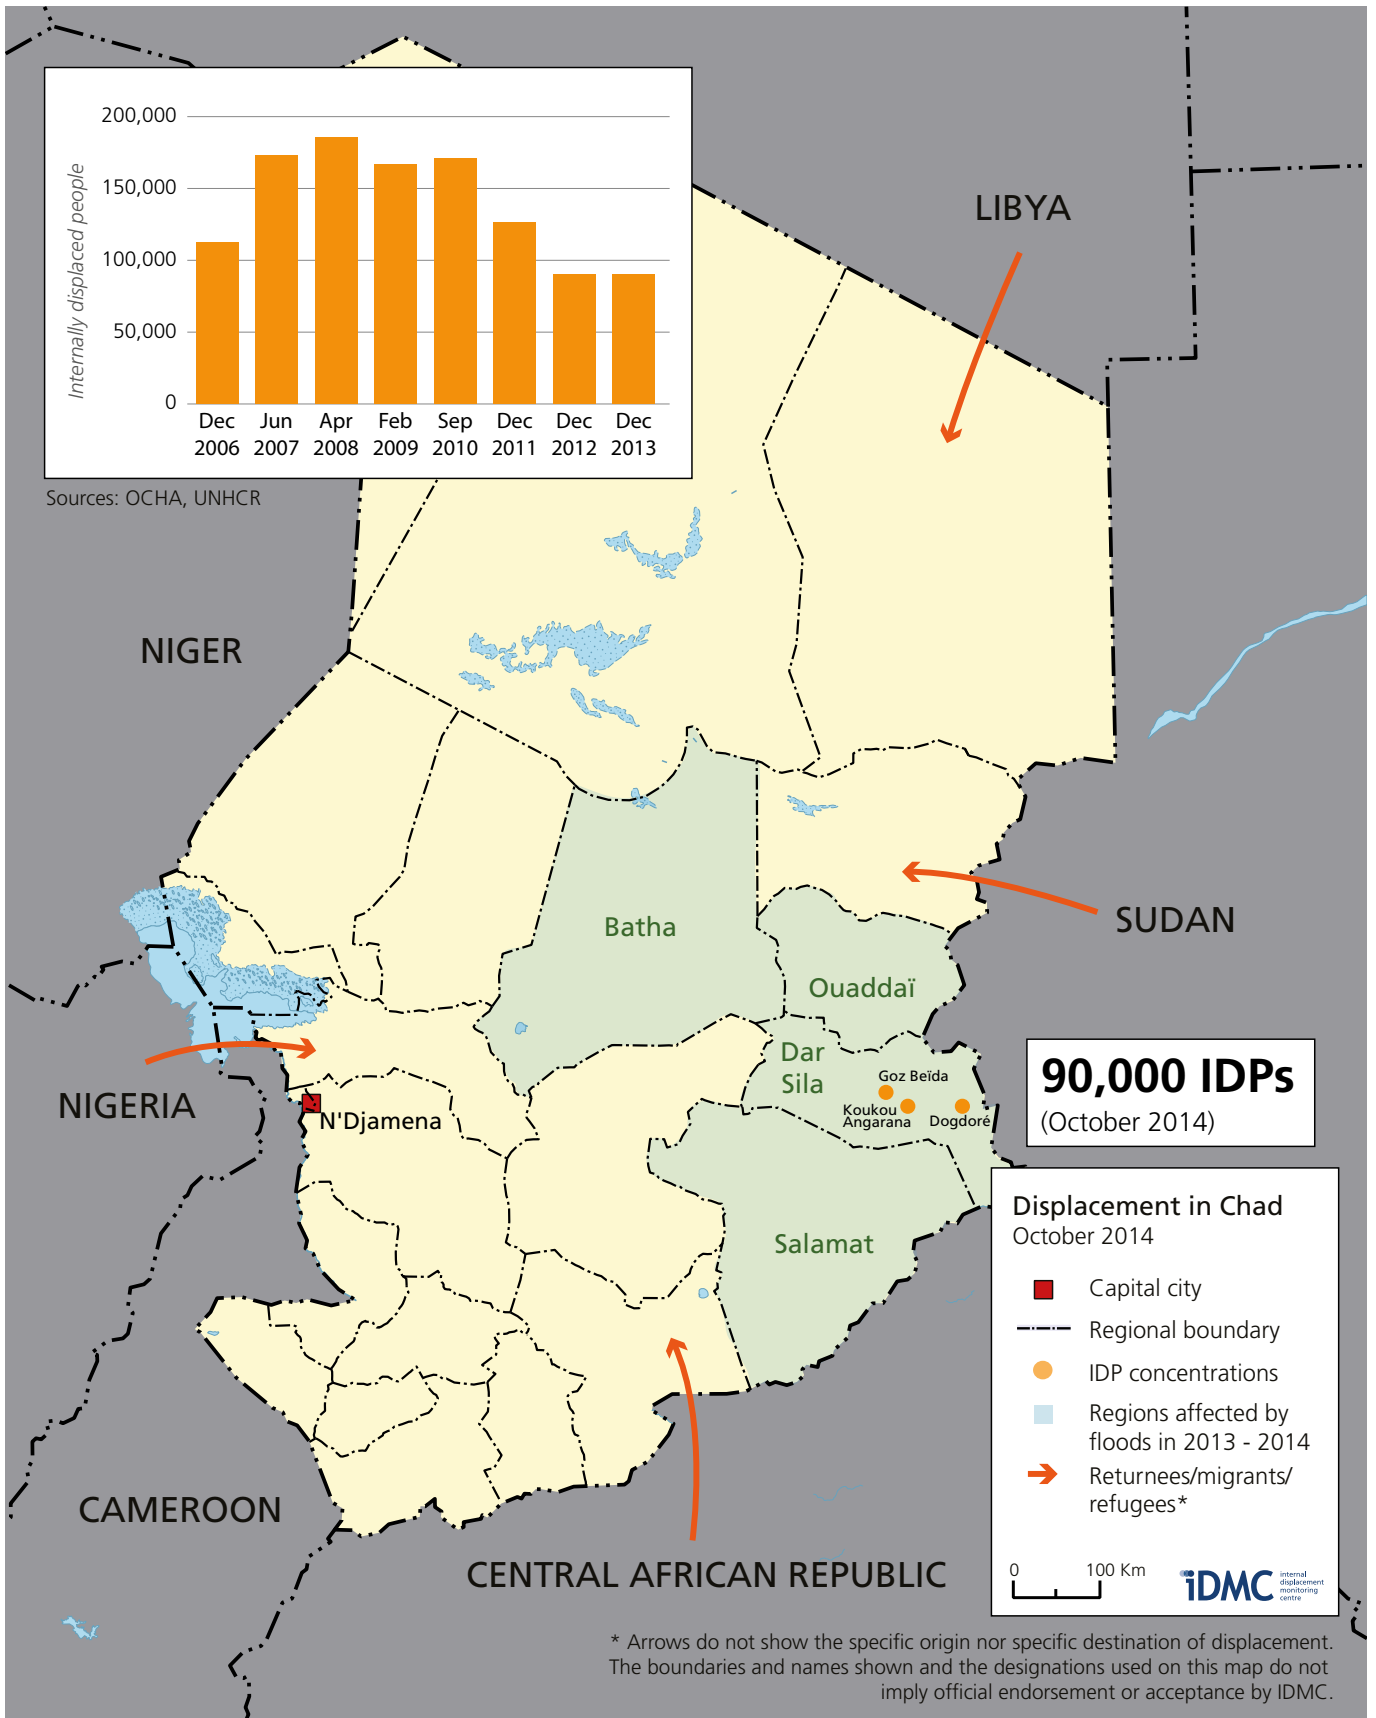 200,000
150,000
100,000
50,000
0
Internally displaced people
Dec Jun Apr Feb Sep Dec Dec Dec
2006 2007 2008 2009 2010 2011 2012 2013
Sources: OCHA, UNHCR
LIBYA
NIGER
SUDAN
Batha
Ouaddaï
Dar
Sila
Goz Beïda
Koukou
Angarana
Dogdoré
NIGERIA
N'Djamena
Salamat
CAMEROON
CENTRAL AFRICAN REPUBLIC
90,000 IDPs
(October 2014)
Displacement in Chad
October 2014
Capital city
Regional boundary
IDP concentrations
Regions affected by
floods in 2013 - 2014
Returnees/migrants/
refugees*
0 100 Km
iDMC
internal
displacement
monitoring
centre
* Arrows do not show the specific origin nor specific destination of displacement.
The boundaries and names shown and the designations used on this map do not
imply official endorsement or acceptance by IDMC.